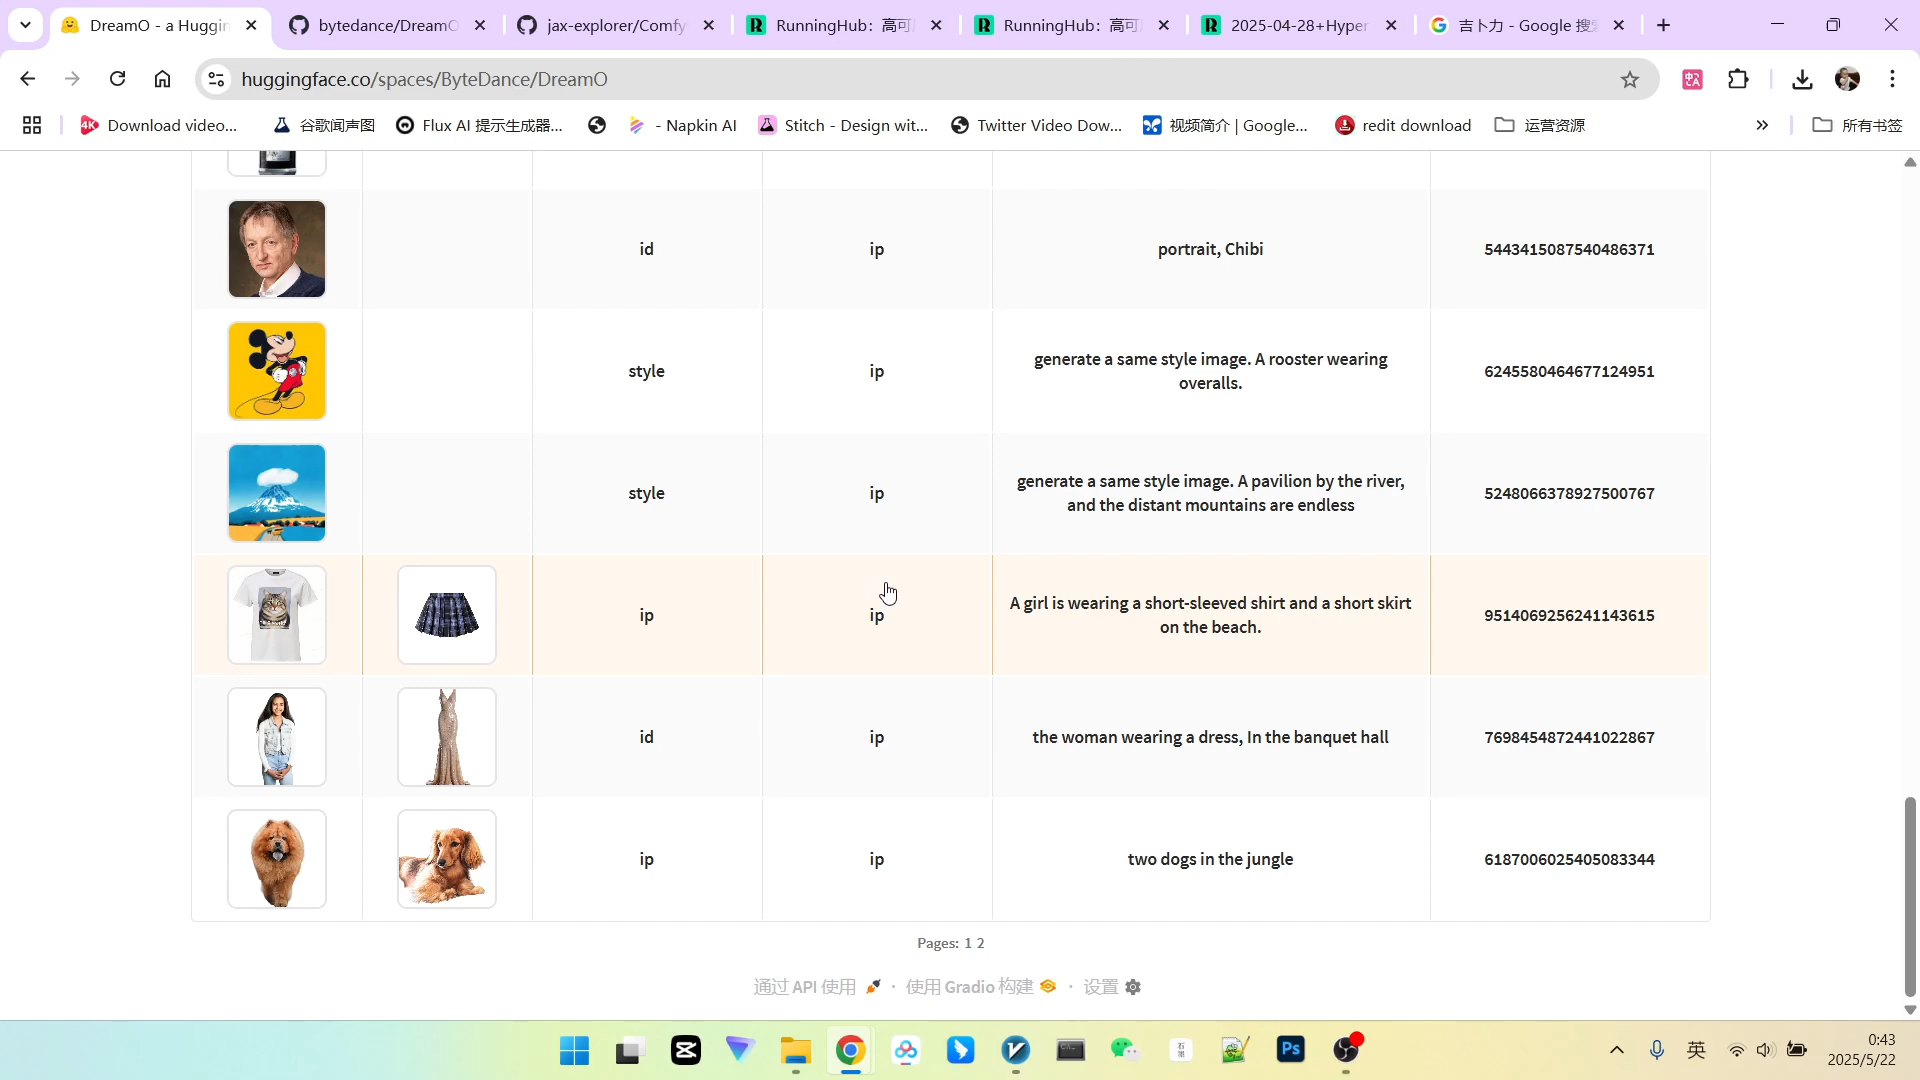 DreamO - a Huggin
bytedance/DreamO
jax-explorer/Comfy
RunningHub：高可
RunningHub：高可
2025-04-28+Hyper
吉卜力 - Google 搜
huggingface.co/spaces/ByteDance/DreamO
4K
Download video...
谷歌闻声图
Flux AI 提示生成器...
- Napkin AI
Stitch - Design wit...
Twitter Video Dow...
视频简介 | Google...
redit download
运营资源
所有书签
id
ip
portrait, Chibi
5443415087540486371
style
ip
generate a same style image. A rooster wearing
overalls.
6245580464677124951
style
ip
generate a same style image. A pavilion by the river,
and the distant mountains are endless
5248066378927500767
ip
ip
A girl is wearing a short-sleeved shirt and a short skirt
on the beach.
9514069256241143615
id
ip
the woman wearing a dress, In the banquet hall
7698454872441022867
ip
ip
two dogs in the jungle
6187006025405083344
Pages: 1 2
通过 API 使用 · 使用 Gradio 构建 · 设置
Ps
英
0:43
2025/5/22